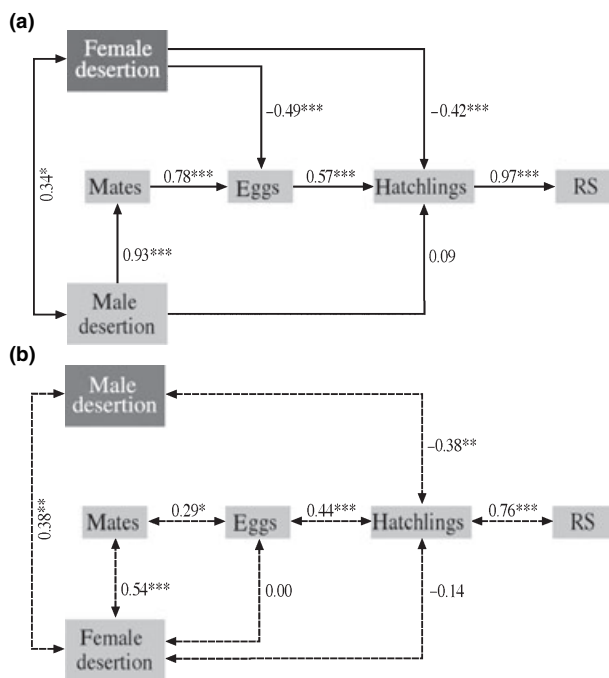 (a)
Female
desertion
–0.49***
–0.42***
0.34*
Mates
0.78***
Eggs
0.57***
Hatchlings
0.97***
RS
0.93***
0.09
Male
desertion
(b)
Male
desertion
–0.38**
0.38**
Mates
0.29*
Eggs
0.44***
Hatchlings
0.76***
RS
0.54***
0.00
–0.14
Female
desertion